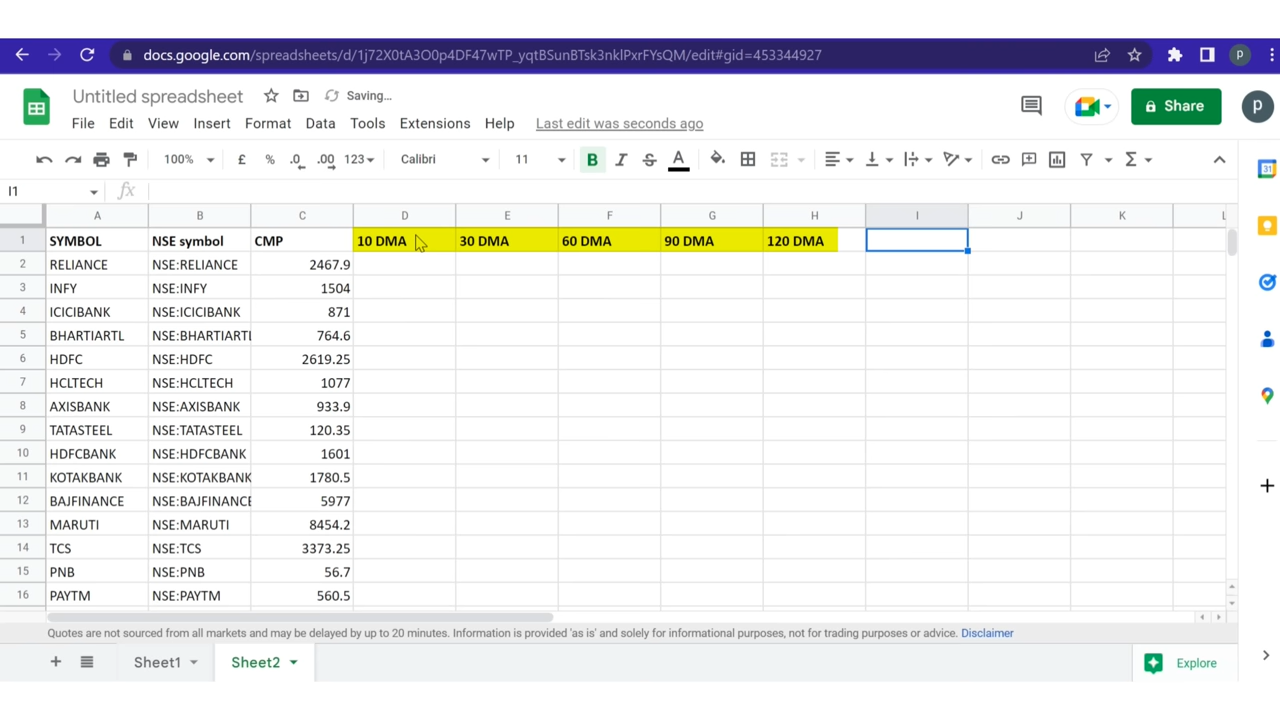 docs.google.com/spreadsheets/d/1j72X0tA3O0p4DF47wTP_yqtBSunBTsk3nklPxrFYsQM/edit#gid=453344927
p
Untitled spreadsheet Saving...
File Edit View Insert Format Data Tools Extensions Help Last edit was seconds ago
Share
p
100% £ % .0 .00 123 Calibri 11 B I S A Σ
I1 fx
A B C D E F G H I J K L
1 SYMBOL NSE symbol CMP 10 DMA 30 DMA 60 DMA 90 DMA 120 DMA
2 RELIANCE NSE:RELIANCE 2467.9
3 INFY NSE:INFY 1504
4 ICICIBANK NSE:ICICIBANK 871
5 BHARTIARTL NSE:BHARTIARTL 764.6
6 HDFC NSE:HDFC 2619.25
7 HCLTECH NSE:HCLTECH 1077
8 AXISBANK NSE:AXISBANK 933.9
9 TATASTEEL NSE:TATASTEEL 120.35
10 HDFCBANK NSE:HDFCBANK 1601
11 KOTAKBANK NSE:KOTAKBANK 1780.5
12 BAJFINANCE NSE:BAJFINANCE 5977
13 MARUTI NSE:MARUTI 8454.2
14 TCS NSE:TCS 3373.25
15 PNB NSE:PNB 56.7
16 PAYTM NSE:PAYTM 560.5
Quotes are not sourced from all markets and may be delayed by up to 20 minutes. Information is provided 'as is' and solely for informational purposes, not for trading purposes or advice. Disclaimer
Sheet1 Sheet2 Explore
31